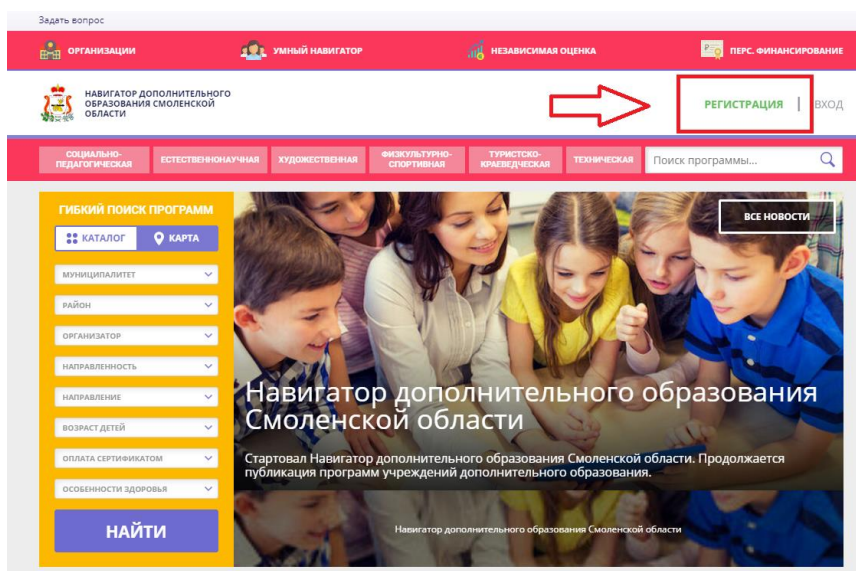 Задать вопрос
ОРГАНИЗАЦИИ
УМНЫЙ НАВИГАТОР
НЕЗАВИСИМАЯ ОЦЕНКА
ПЕРС. ФИНАНСИРОВАНИЕ
НАВИГАТОР ДОПОЛНИТЕЛЬНОГО
ОБРАЗОВАНИЯ СМОЛЕНСКОЙ
ОБЛАСТИ
РЕГИСТРАЦИЯ | ВХОД
СОЦИАЛЬНО-
ПЕДАГОГИЧЕСКАЯ
ЕСТЕСТВЕННОНАУЧНАЯ
ХУДОЖЕСТВЕННАЯ
ФИЗКУЛЬТУРНО-
СПОРТИВНАЯ
ТУРИСТСКО-
КРАЕВЕДЧЕСКАЯ
ТЕХНИЧЕСКАЯ
Поиск программы...
ГИБКИЙ ПОИСК ПРОГРАММ
КАТАЛОГ
КАРТА
МУНИЦИПАЛИТЕТ
РАЙОН
ОРГАНИЗАТОР
НАПРАВЛЕННОСТЬ
НАПРАВЛЕНИЕ
ВОЗРАСТ ДЕТЕЙ
ОПЛАТА СЕРТИФИКАТОМ
ОСОБЕННОСТИ ЗДОРОВЬЯ
НАЙТИ
ВСЕ НОВОСТИ
Навигатор дополнительного образования
Смоленской области
Стартовал Навигатор дополнительного образования Смоленской области. Продолжается
публикация программ учреждений дополнительного образования.
Навигатор дополнительного образования Смоленской области